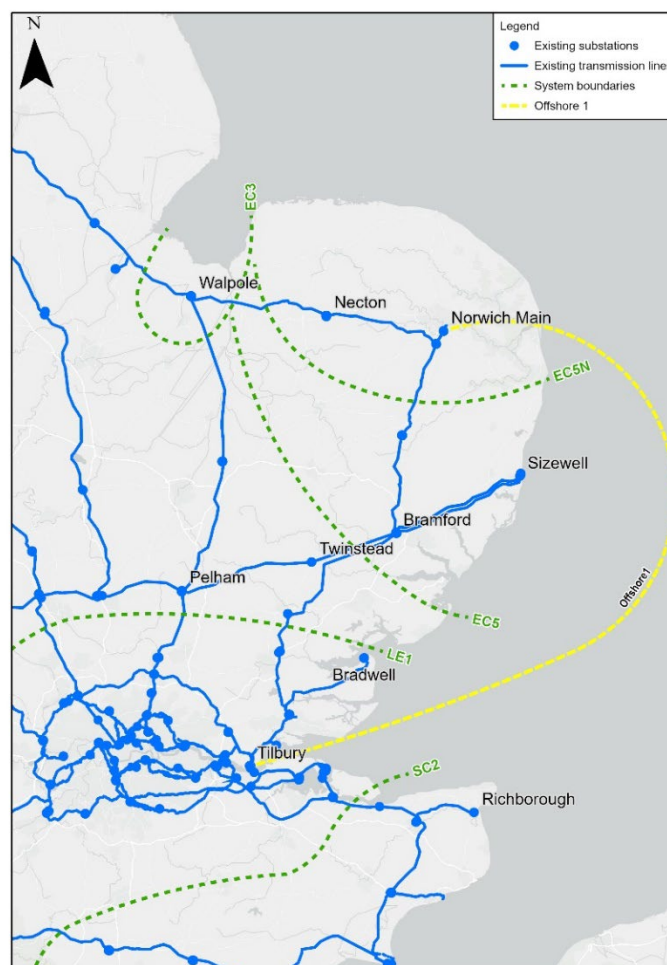 N
Legend
Existing substations
Existing transmission line
System boundaries
Offshore 1
EC3
Walpole
Necton
Norwich Main
EC5N
Sizewell
Bramford
Twinstead
Pelham
Offshore1
EC5
LE1
Bradwell
Tilbury
SC2
Richborough